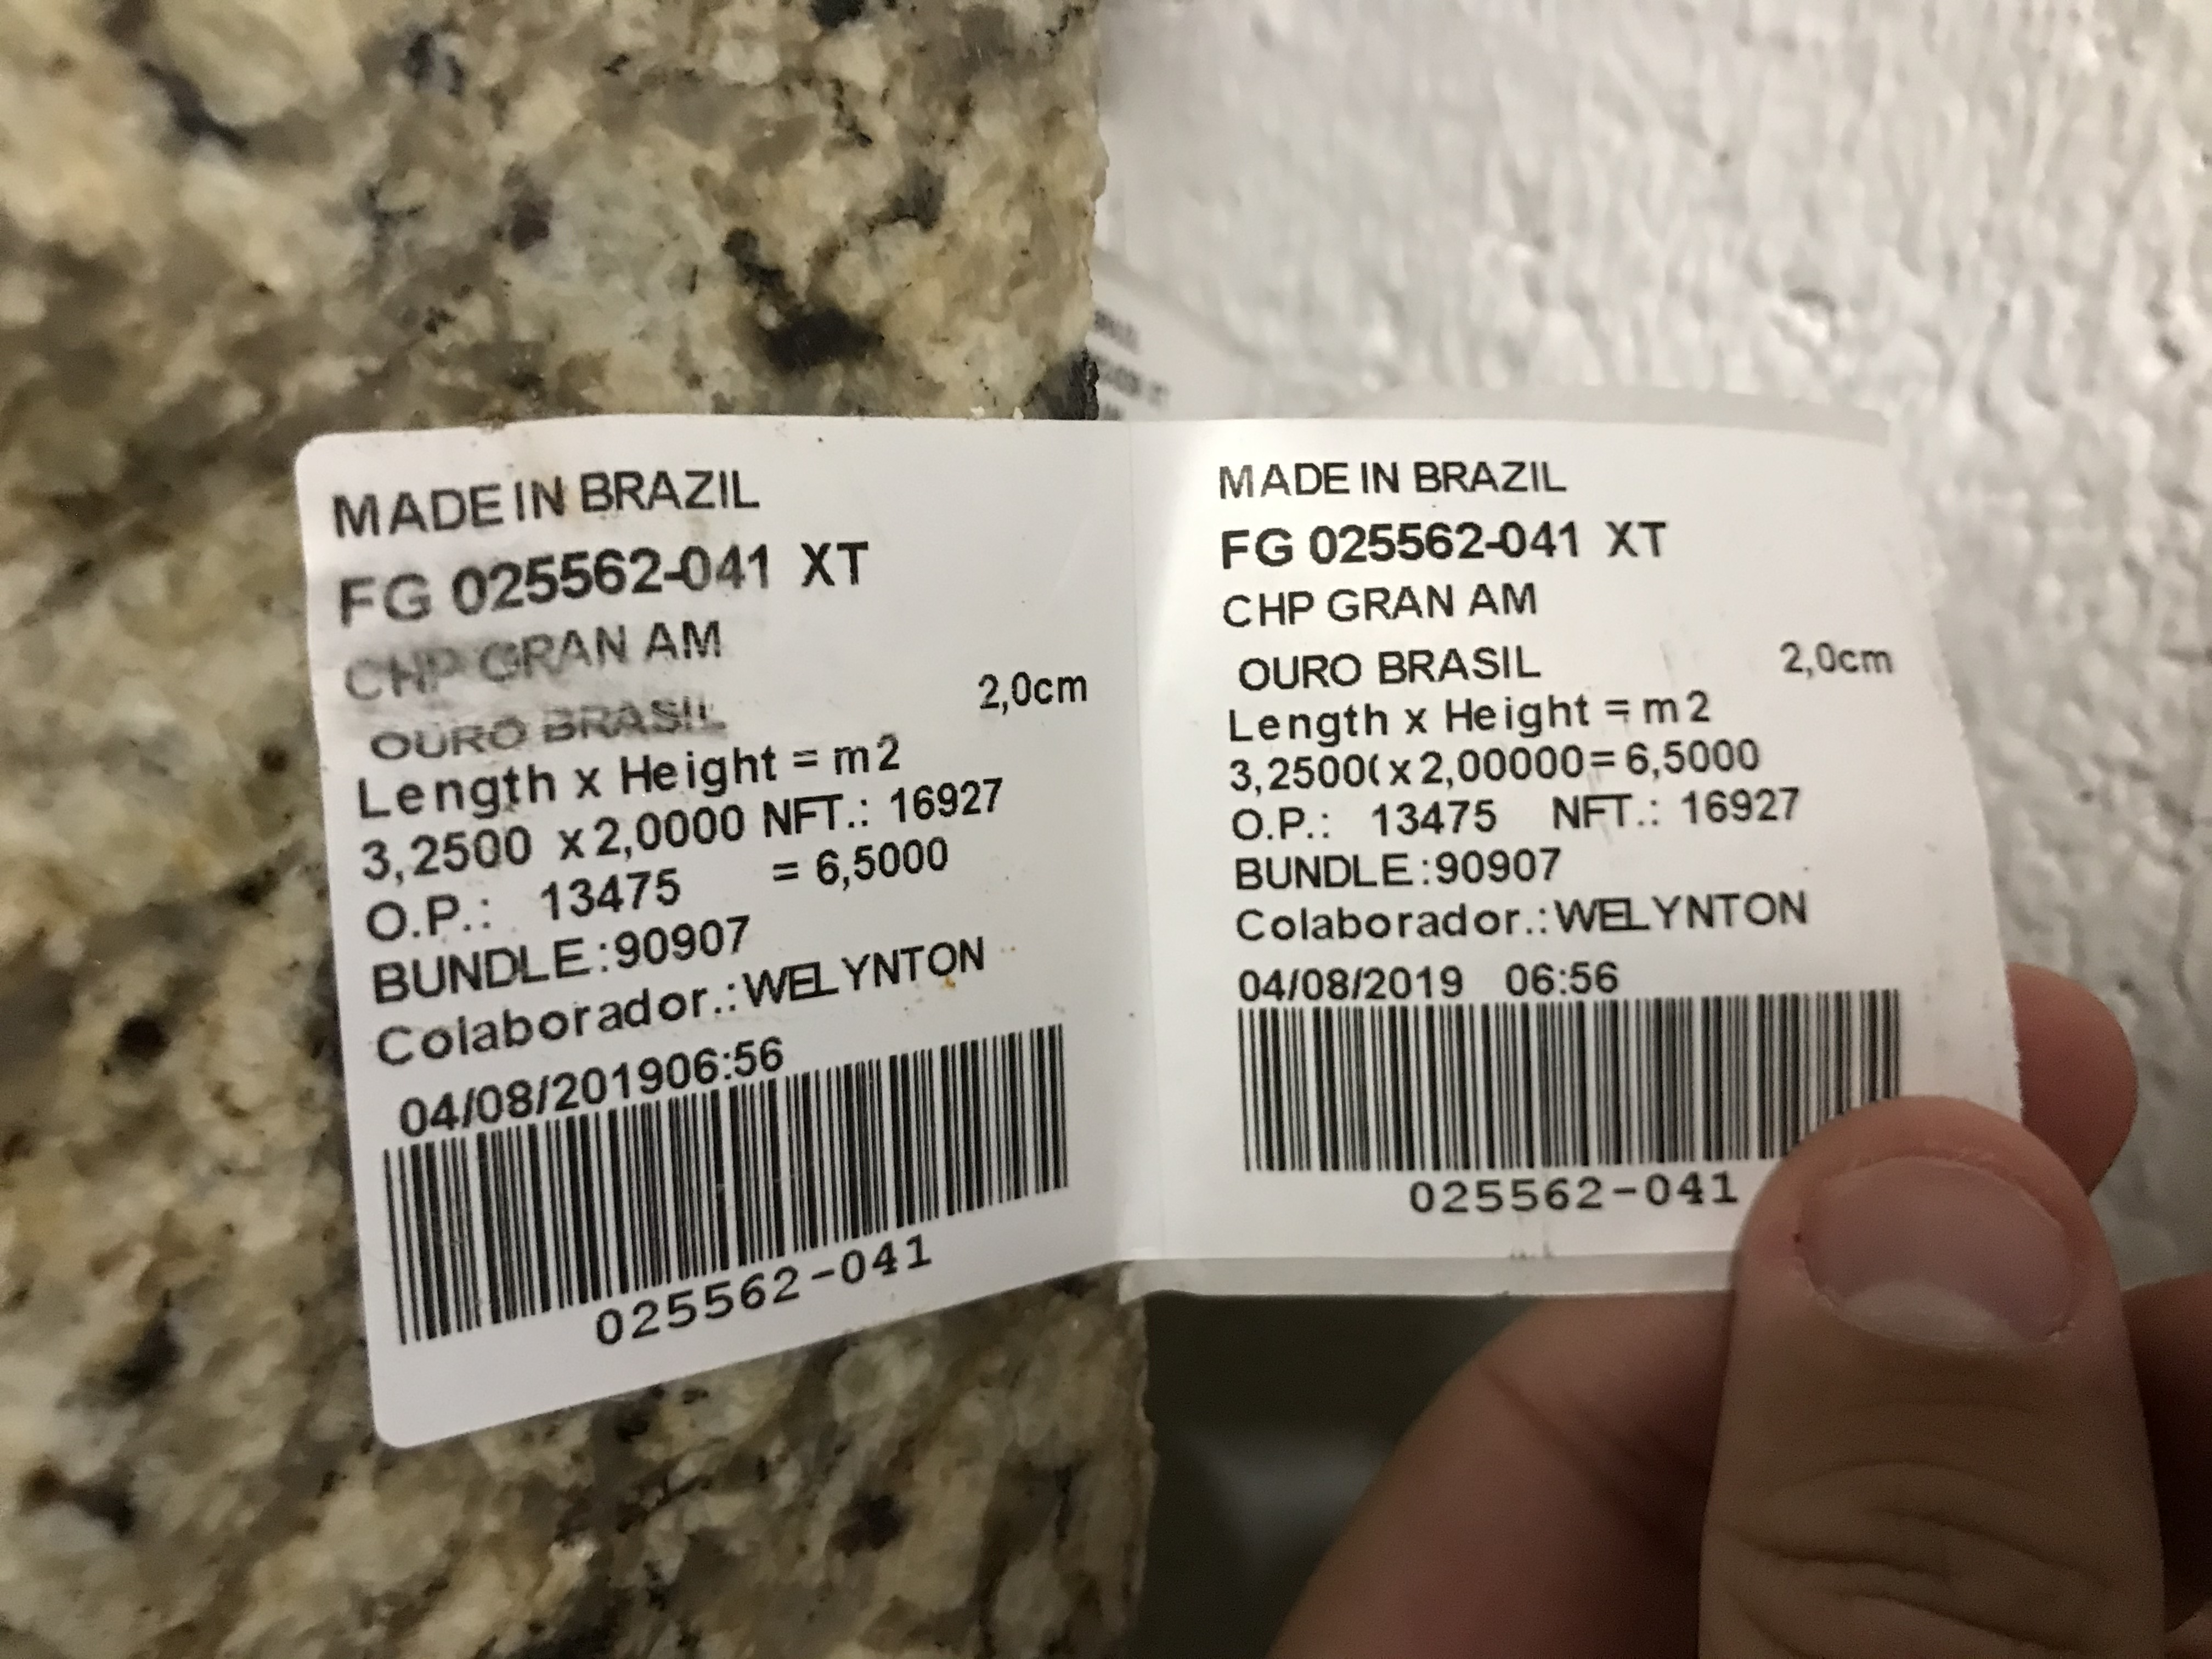 MADE IN BRAZIL
FG 025562-041 XT
CHP GRAN AM
OURO BRASIL 2,0cm
Length x Height = m2
3,2500 x 2,0000 NFT.: 16927
O.P.: 13475 = 6,5000
BUNDLE:90907
Colaborador.:WELYNTON
04/08/201906:56
025562-041
MADE IN BRAZIL
FG 025562-041 XT
CHP GRAN AM
OURO BRASIL 2,0cm
Length x Height = m2
3,2500( x 2,00000= 6,5000
O.P.: 13475 NFT.: 16927
BUNDLE:90907
Colaborador.:WELYNTON
04/08/2019 06:56
025562-041